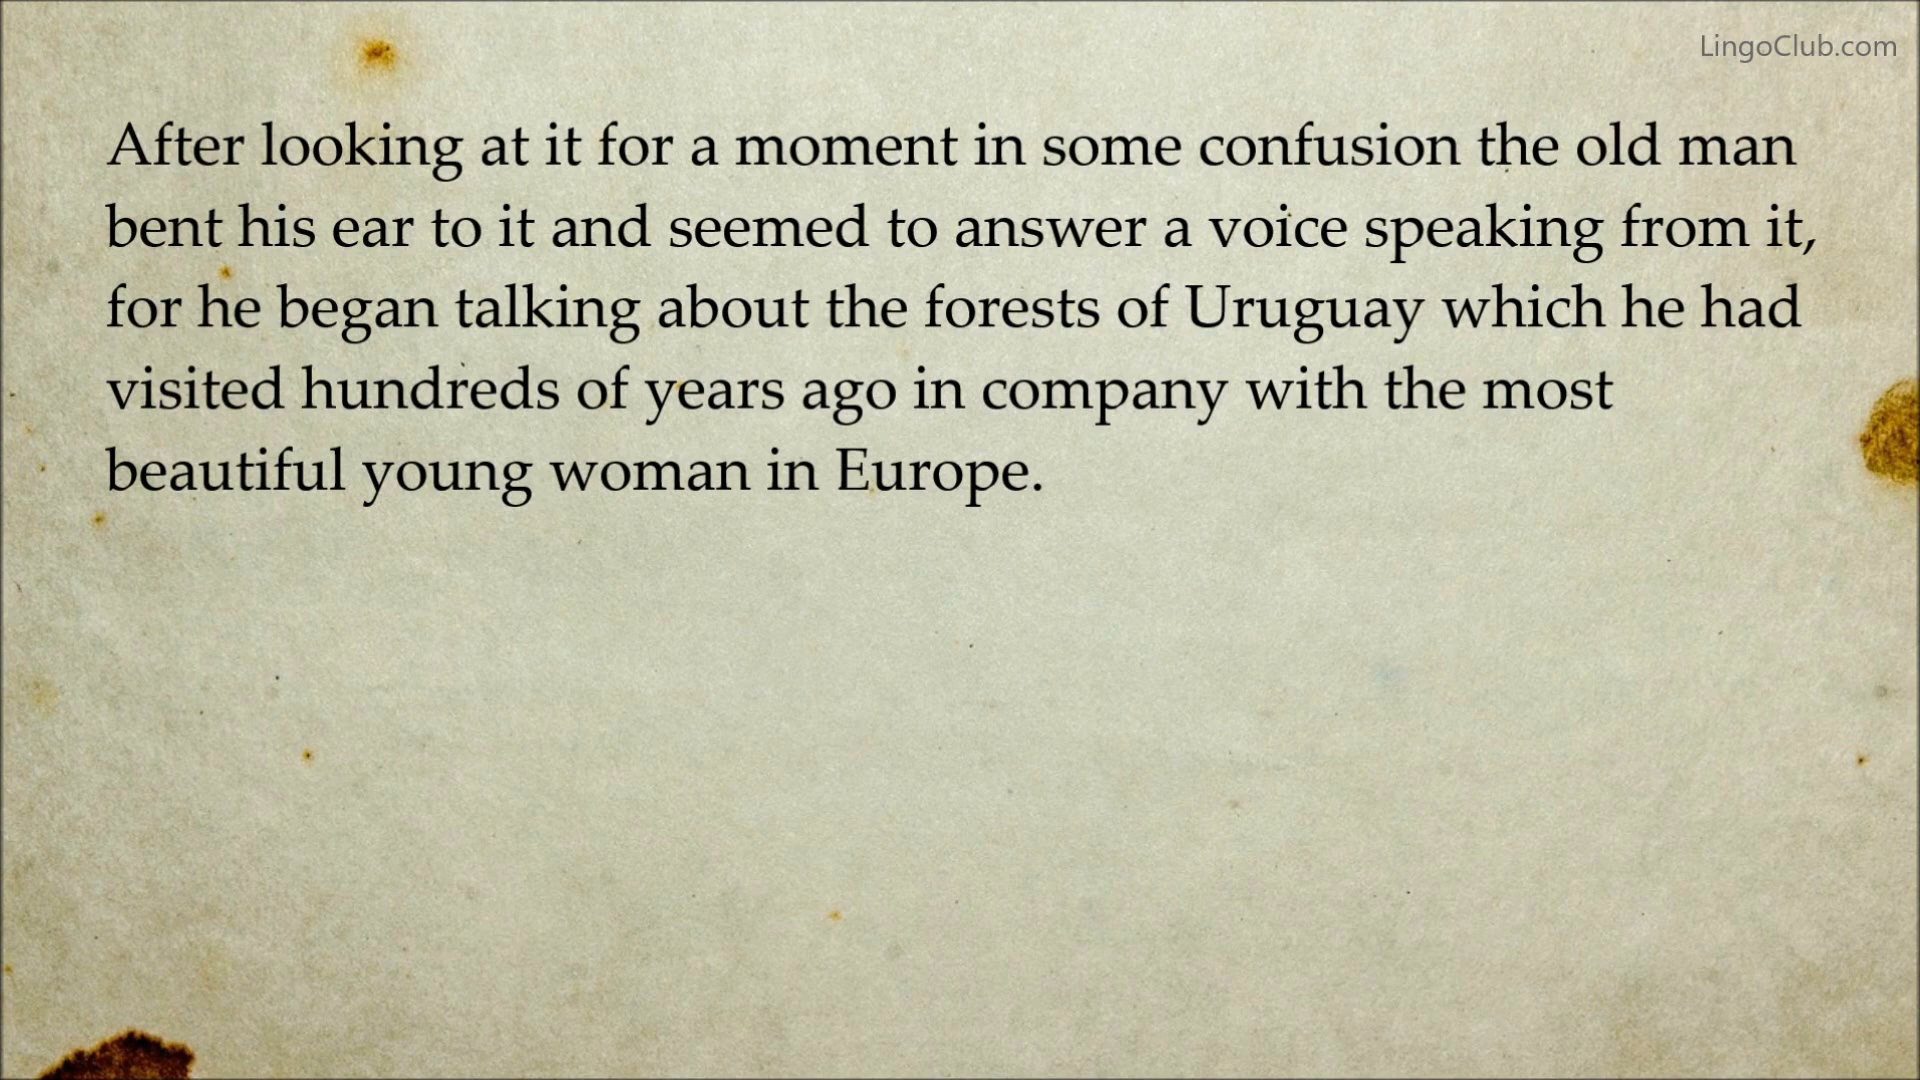 LingoClub.com
After looking at it for a moment in some confusion the old man
bent his ear to it and seemed to answer a voice speaking from it,
for he began talking about the forests of Uruguay which he had
visited hundreds of years ago in company with the most
beautiful young woman in Europe.